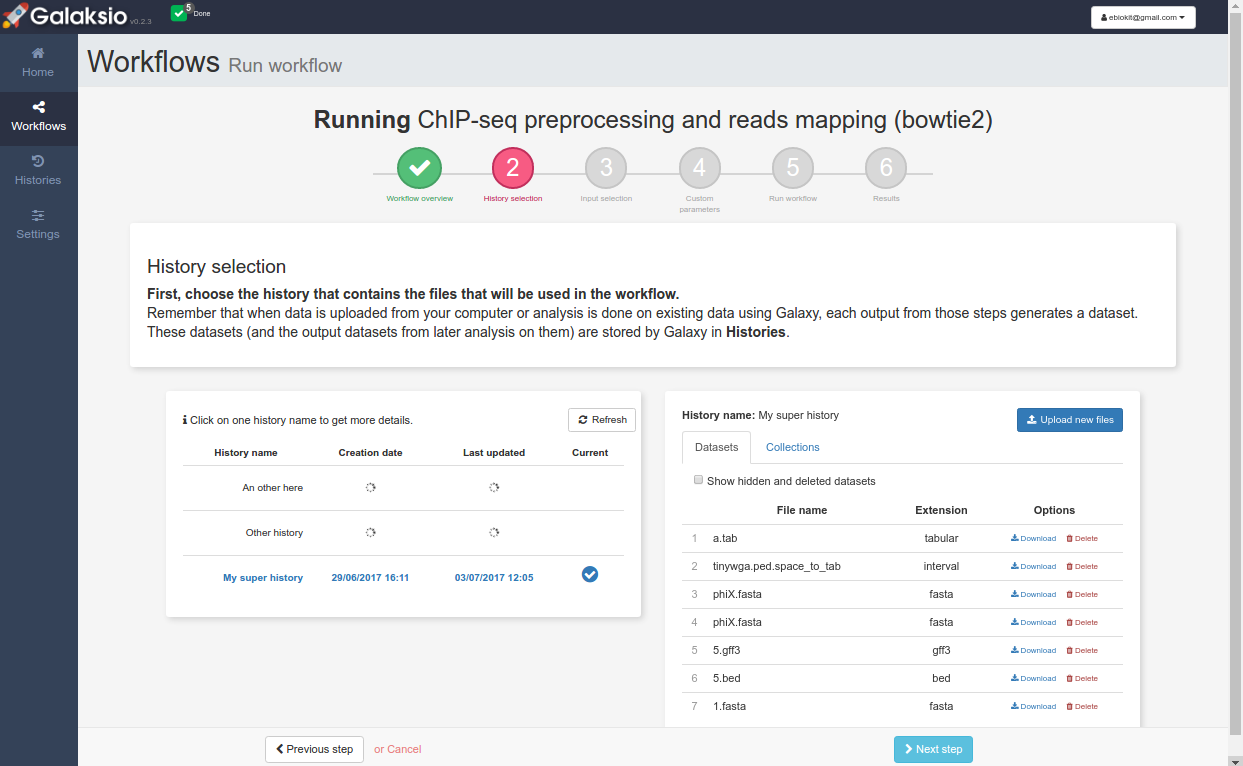 Galaksio v0.2.3
5 Done
ebiokit@gmail.com
Home
Workflows
Histories
Settings
Workflows Run workflow
Running ChIP-seq preprocessing and reads mapping (bowtie2)
2 3 4 5 6
Workflow overview History selection Input selection Custom parameters Run workflow Results
History selection
First, choose the history that contains the files that will be used in the workflow.
Remember that when data is uploaded from your computer or analysis is done on existing data using Galaxy, each output from those steps generates a dataset.
These datasets (and the output datasets from later analysis on them) are stored by Galaxy in Histories.
Click on one history name to get more details. Refresh
History name Creation date Last updated Current
An other here
Other history
My super history 29/06/2017 16:11 03/07/2017 12:05
History name: My super history Upload new files
Datasets Collections
Show hidden and deleted datasets
File name Extension Options
1 a.tab tabular Download Delete
2 tinywga.ped.space_to_tab interval Download Delete
3 phiX.fasta fasta Download Delete
4 phiX.fasta fasta Download Delete
5 5.gff3 gff3 Download Delete
6 5.bed bed Download Delete
7 1.fasta fasta Download Delete
Previous step or Cancel Next step